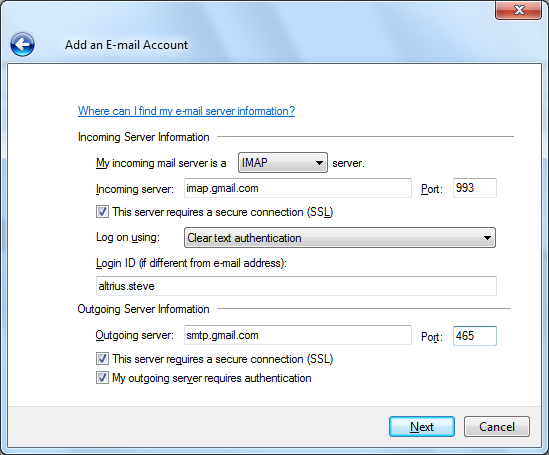 Add an E-mail Account
Where can I find my e-mail server information?
Incoming Server Information
My incoming mail server is a IMAP server.
Incoming server: imap.gmail.com Port: 993
This server requires a secure connection (SSL)
Log on using: Clear text authentication
Login ID (if different from e-mail address):
altrius.steve
Outgoing Server Information
Outgoing server: smtp.gmail.com Port: 465
This server requires a secure connection (SSL)
My outgoing server requires authentication
Next Cancel